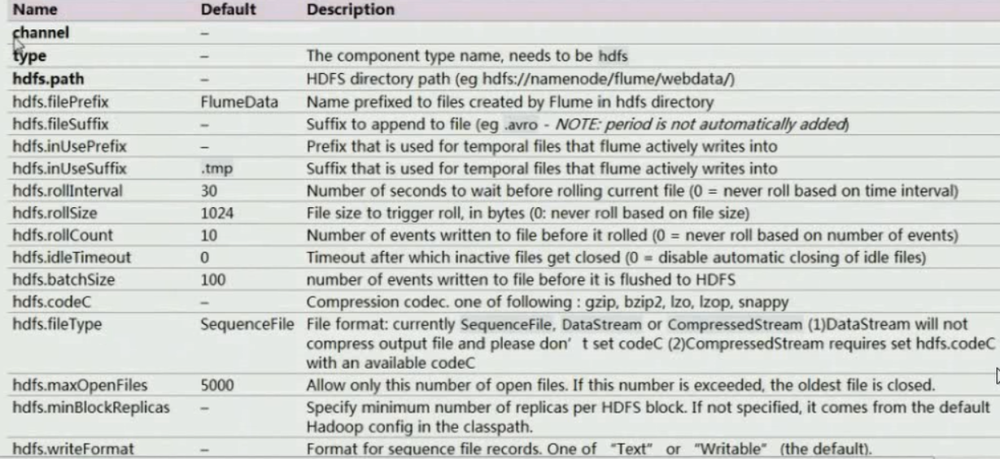 Name Default Description
channel –
type – The component type name, needs to be hdfs
hdfs.path – HDFS directory path (eg hdfs://namenode/flume/webdata/)
hdfs.filePrefix FlumeData Name prefixed to files created by Flume in hdfs directory
hdfs.fileSuffix – Suffix to append to file (eg .avro - NOTE: period is not automatically added)
hdfs.inUsePrefix – Prefix that is used for temporal files that flume actively writes into
hdfs.inUseSuffix .tmp Suffix that is used for temporal files that flume actively writes into
hdfs.rollInterval 30 Number of seconds to wait before rolling current file (0 = never roll based on time interval)
hdfs.rollSize 1024 File size to trigger roll, in bytes (0: never roll based on file size)
hdfs.rollCount 10 Number of events written to file before it rolled (0 = never roll based on number of events)
hdfs.idleTimeout 0 Timeout after which inactive files get closed (0 = disable automatic closing of idle files)
hdfs.batchSize 100 number of events written to file before it is flushed to HDFS
hdfs.codeC – Compression codec. one of following : gzip, bzip2, lzo, lzop, snappy
hdfs.fileType SequenceFile File format: currently SequenceFile, DataStream or CompressedStream (1)DataStream will not
compress output file and please don’t set codeC (2)CompressedStream requires set hdfs.codeC
with an available codeC
hdfs.maxOpenFiles 5000 Allow only this number of open files. If this number is exceeded, the oldest file is closed.
hdfs.minBlockReplicas – Specify minimum number of replicas per HDFS block. If not specified, it comes from the default
Hadoop config in the classpath.
hdfs.writeFormat – Format for sequence file records. One of “Text” or “Writable” (the default).